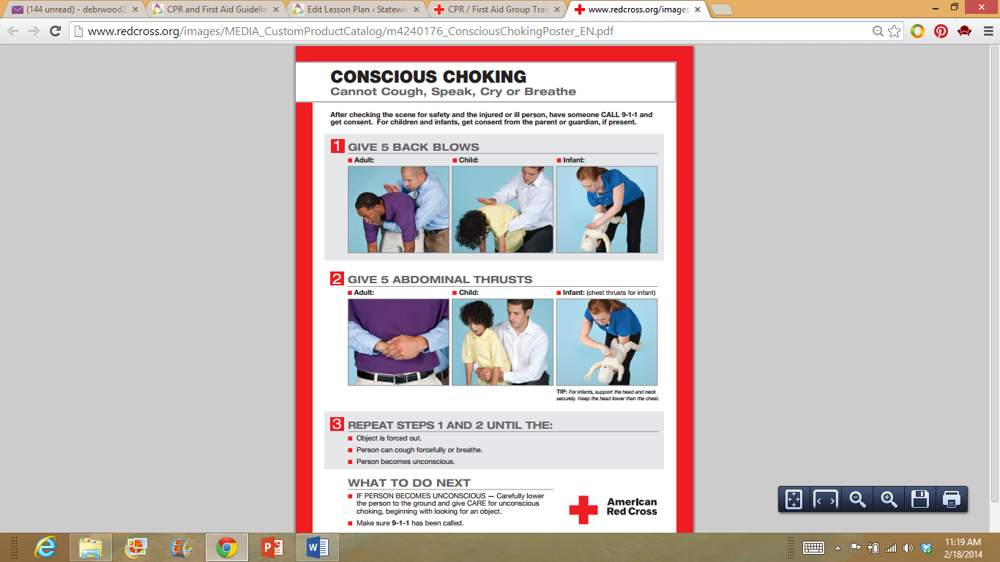 (144 unread) - debrwood2
CPR and First Aid Guidelin
Edit Lesson Plan ‹ Statewic
CPR / First Aid Group Trai
www.redcross.org/images
www.redcross.org/images/MEDIA_CustomProductCatalog/m4240176_ConsciousChokingPoster_EN.pdf
CONSCIOUS CHOKING
Cannot Cough, Speak, Cry or Breathe
After checking the scene for safety and the injured or ill person, have someone CALL 9-1-1 and
get consent. For children and infants, get consent from the parent or guardian, if present.
1 GIVE 5 BACK BLOWS
Adult:
Child:
Infant:
2 GIVE 5 ABDOMINAL THRUSTS
Adult:
Child:
Infant: (chest thrusts for infant)
TIP: For infants, support the head and neck
securely. Keep the head lower than the chest.
3 REPEAT STEPS 1 AND 2 UNTIL THE:
Object is forced out.
Person can cough forcefully or breathe.
Person becomes unconscious.
WHAT TO DO NEXT
IF PERSON BECOMES UNCONSCIOUS — Carefully lower
the person to the ground and give CARE for unconscious
choking, beginning with looking for an object.
Make sure 9-1-1 has been called.
American
Red Cross
11:19 AM
2/18/2014